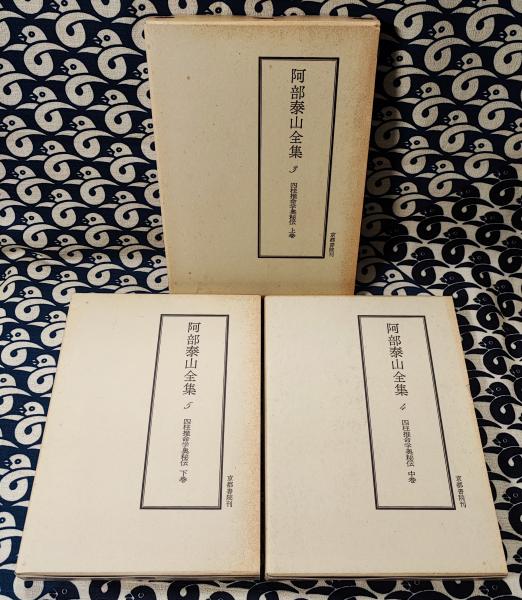 阿部泰山全集 3
四柱推命学奥秘伝 上巻
京都書院刊
阿部泰山全集 4
四柱推命学奥秘伝 中巻
京都書院刊
阿部泰山全集 5
四柱推命学奥秘伝 下巻
京都書院刊